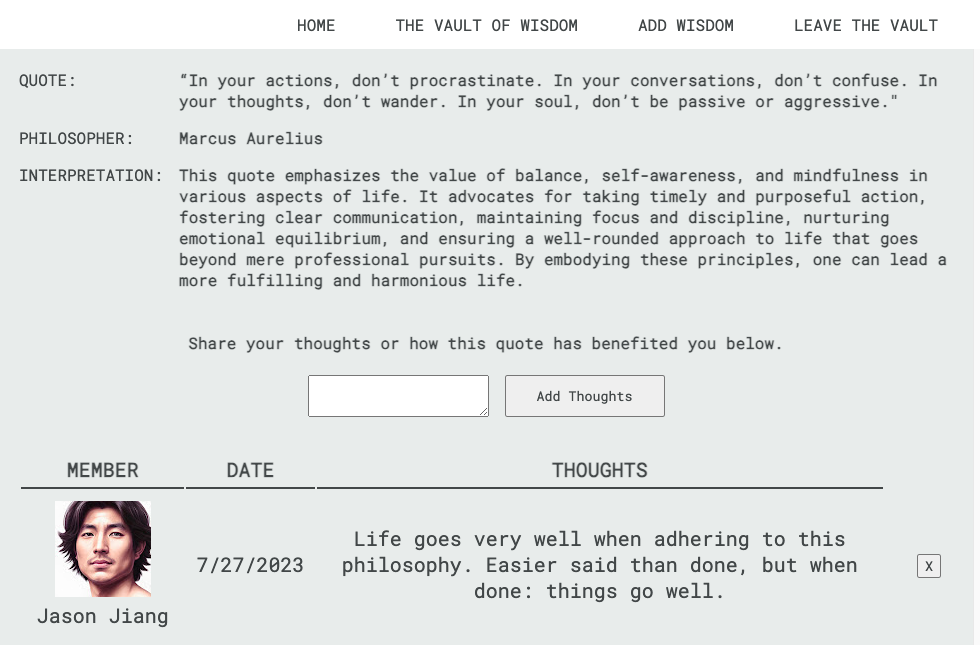 HOME THE VAULT OF WISDOM ADD WISDOM LEAVE THE VAULT
QUOTE: “In your actions, don’t procrastinate. In your conversations, don’t confuse. In
your thoughts, don’t wander. In your soul, don’t be passive or aggressive."
PHILOSOPHER: Marcus Aurelius
INTERPRETATION: This quote emphasizes the value of balance, self-awareness, and mindfulness in
various aspects of life. It advocates for taking timely and purposeful action,
fostering clear communication, maintaining focus and discipline, nurturing
emotional equilibrium, and ensuring a well-rounded approach to life that goes
beyond mere professional pursuits. By embodying these principles, one can lead a
more fulfilling and harmonious life.
Share your thoughts or how this quote has benefited you below.
Add Thoughts
MEMBER DATE THOUGHTS
Life goes very well when adhering to this
7/27/2023 philosophy. Easier said than done, but when X
done: things go well.
Jason Jiang